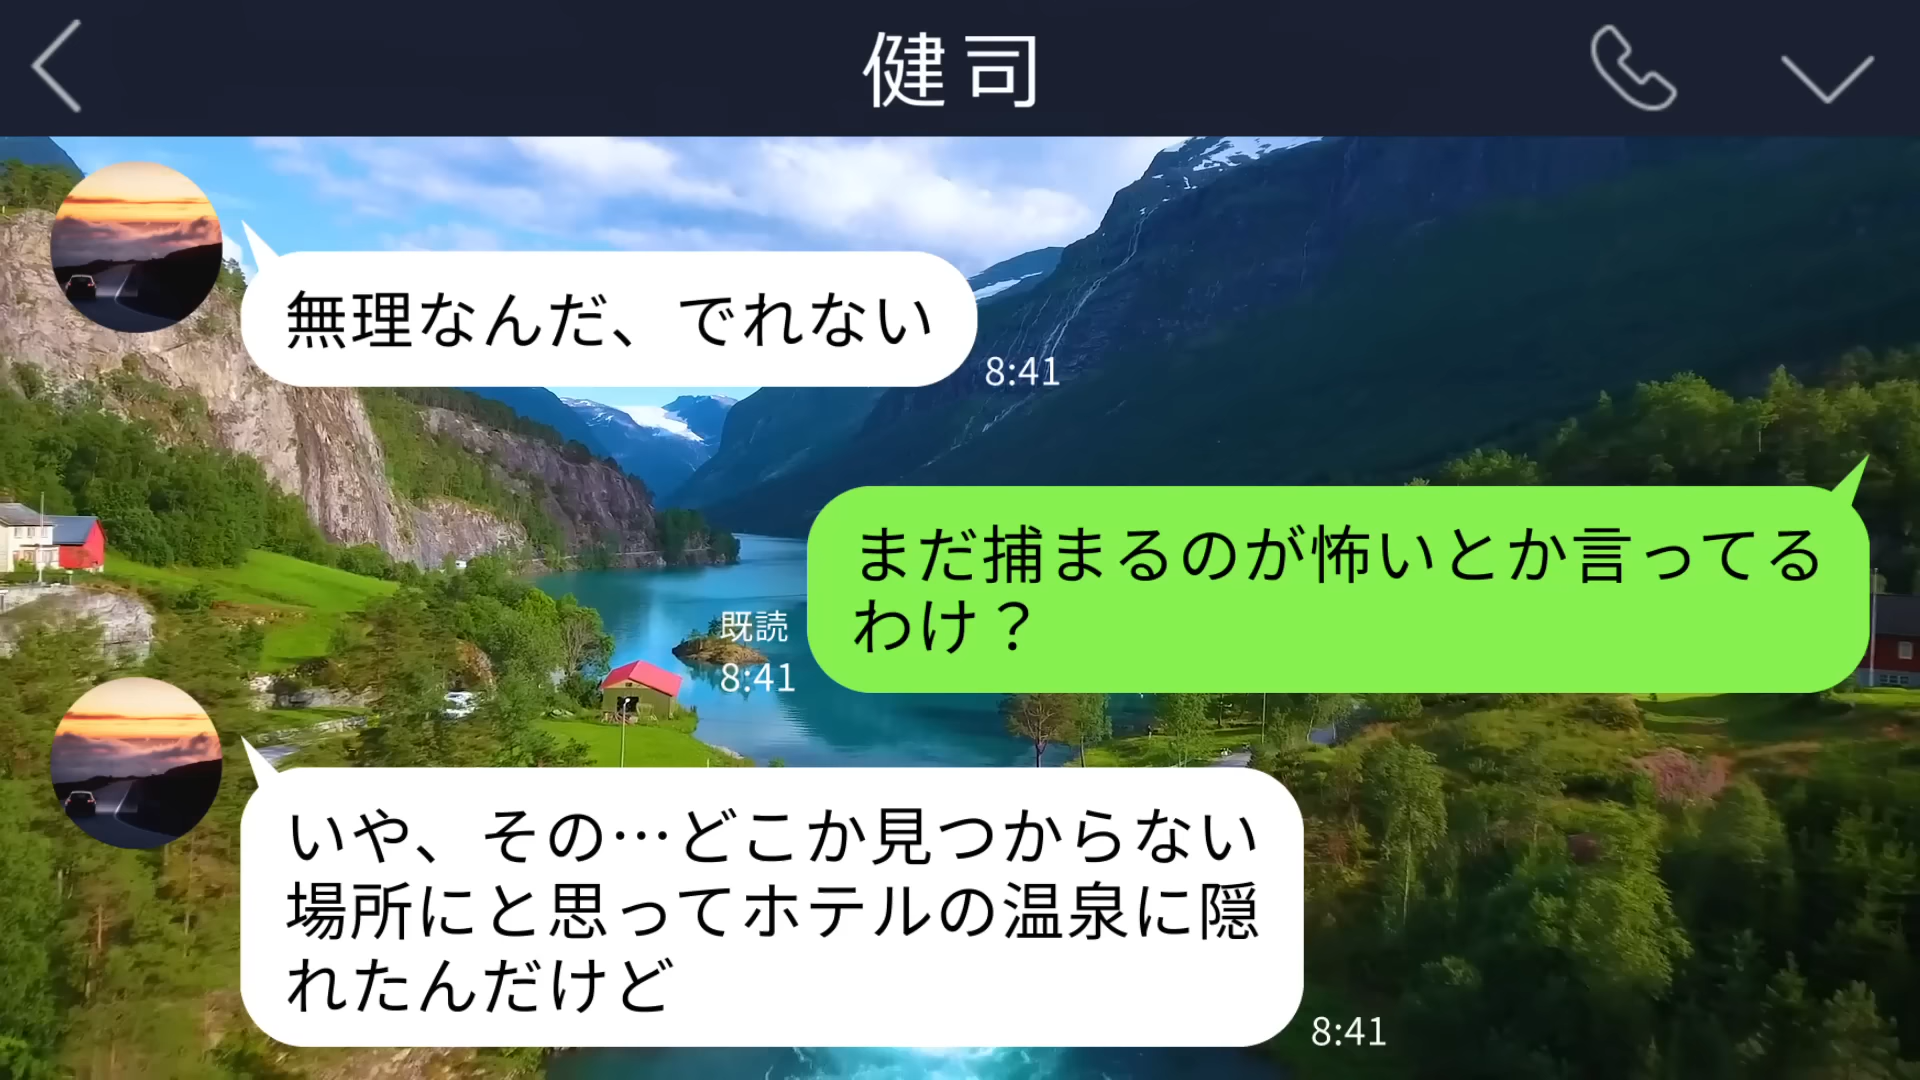 健司
無理なんだ、でれない
8:41
まだ捕まるのが怖いとか言ってる
わけ？
既読
8:41
いや、その…どこか見つからない
場所にと思ってホテルの温泉に隠
れたんだけど
8:41